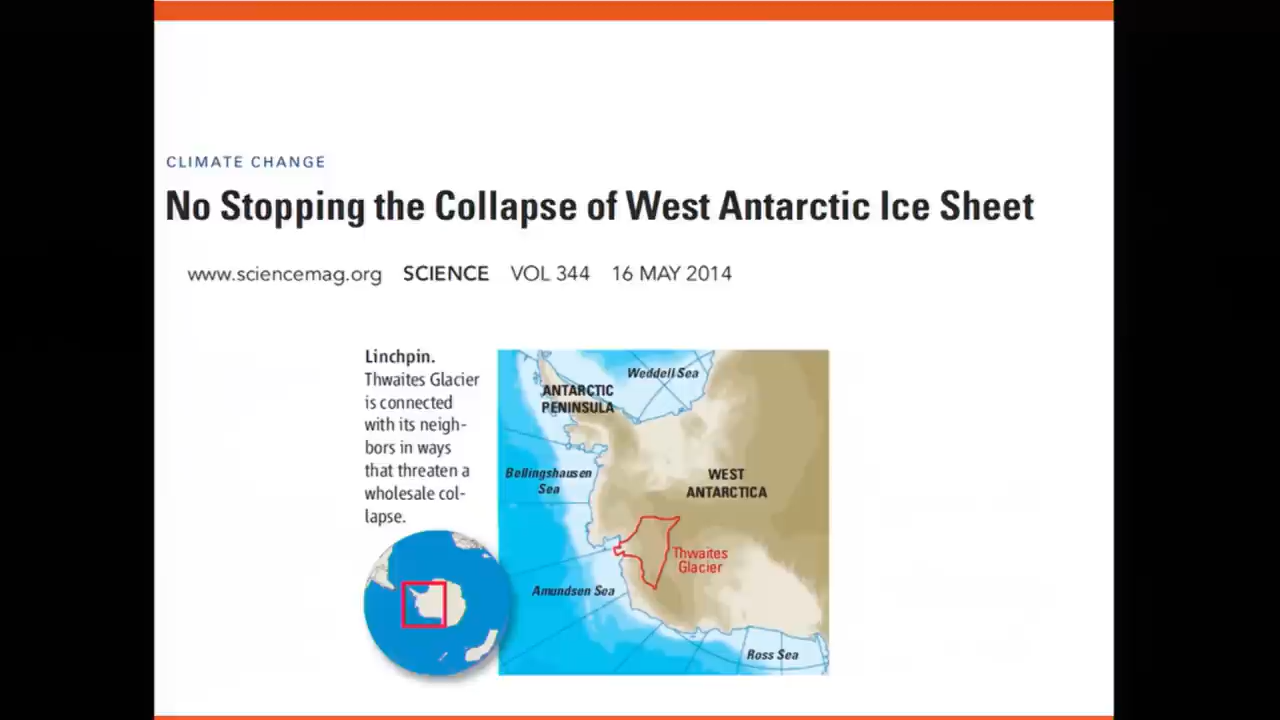 CLIMATE CHANGE
No Stopping the Collapse of West Antarctic Ice Sheet
www.sciencemag.org SCIENCE VOL 344 16 MAY 2014
Linchpin.
Thwaites Glacier
is connected
with its neigh-
bors in ways
that threaten a
wholesale col-
lapse.
Weddell Sea
ANTARCTIC
PENINSULA
Bellingshausen
Sea
WEST
ANTARCTICA
Thwaites
Glacier
Amundsen Sea
Ross Sea